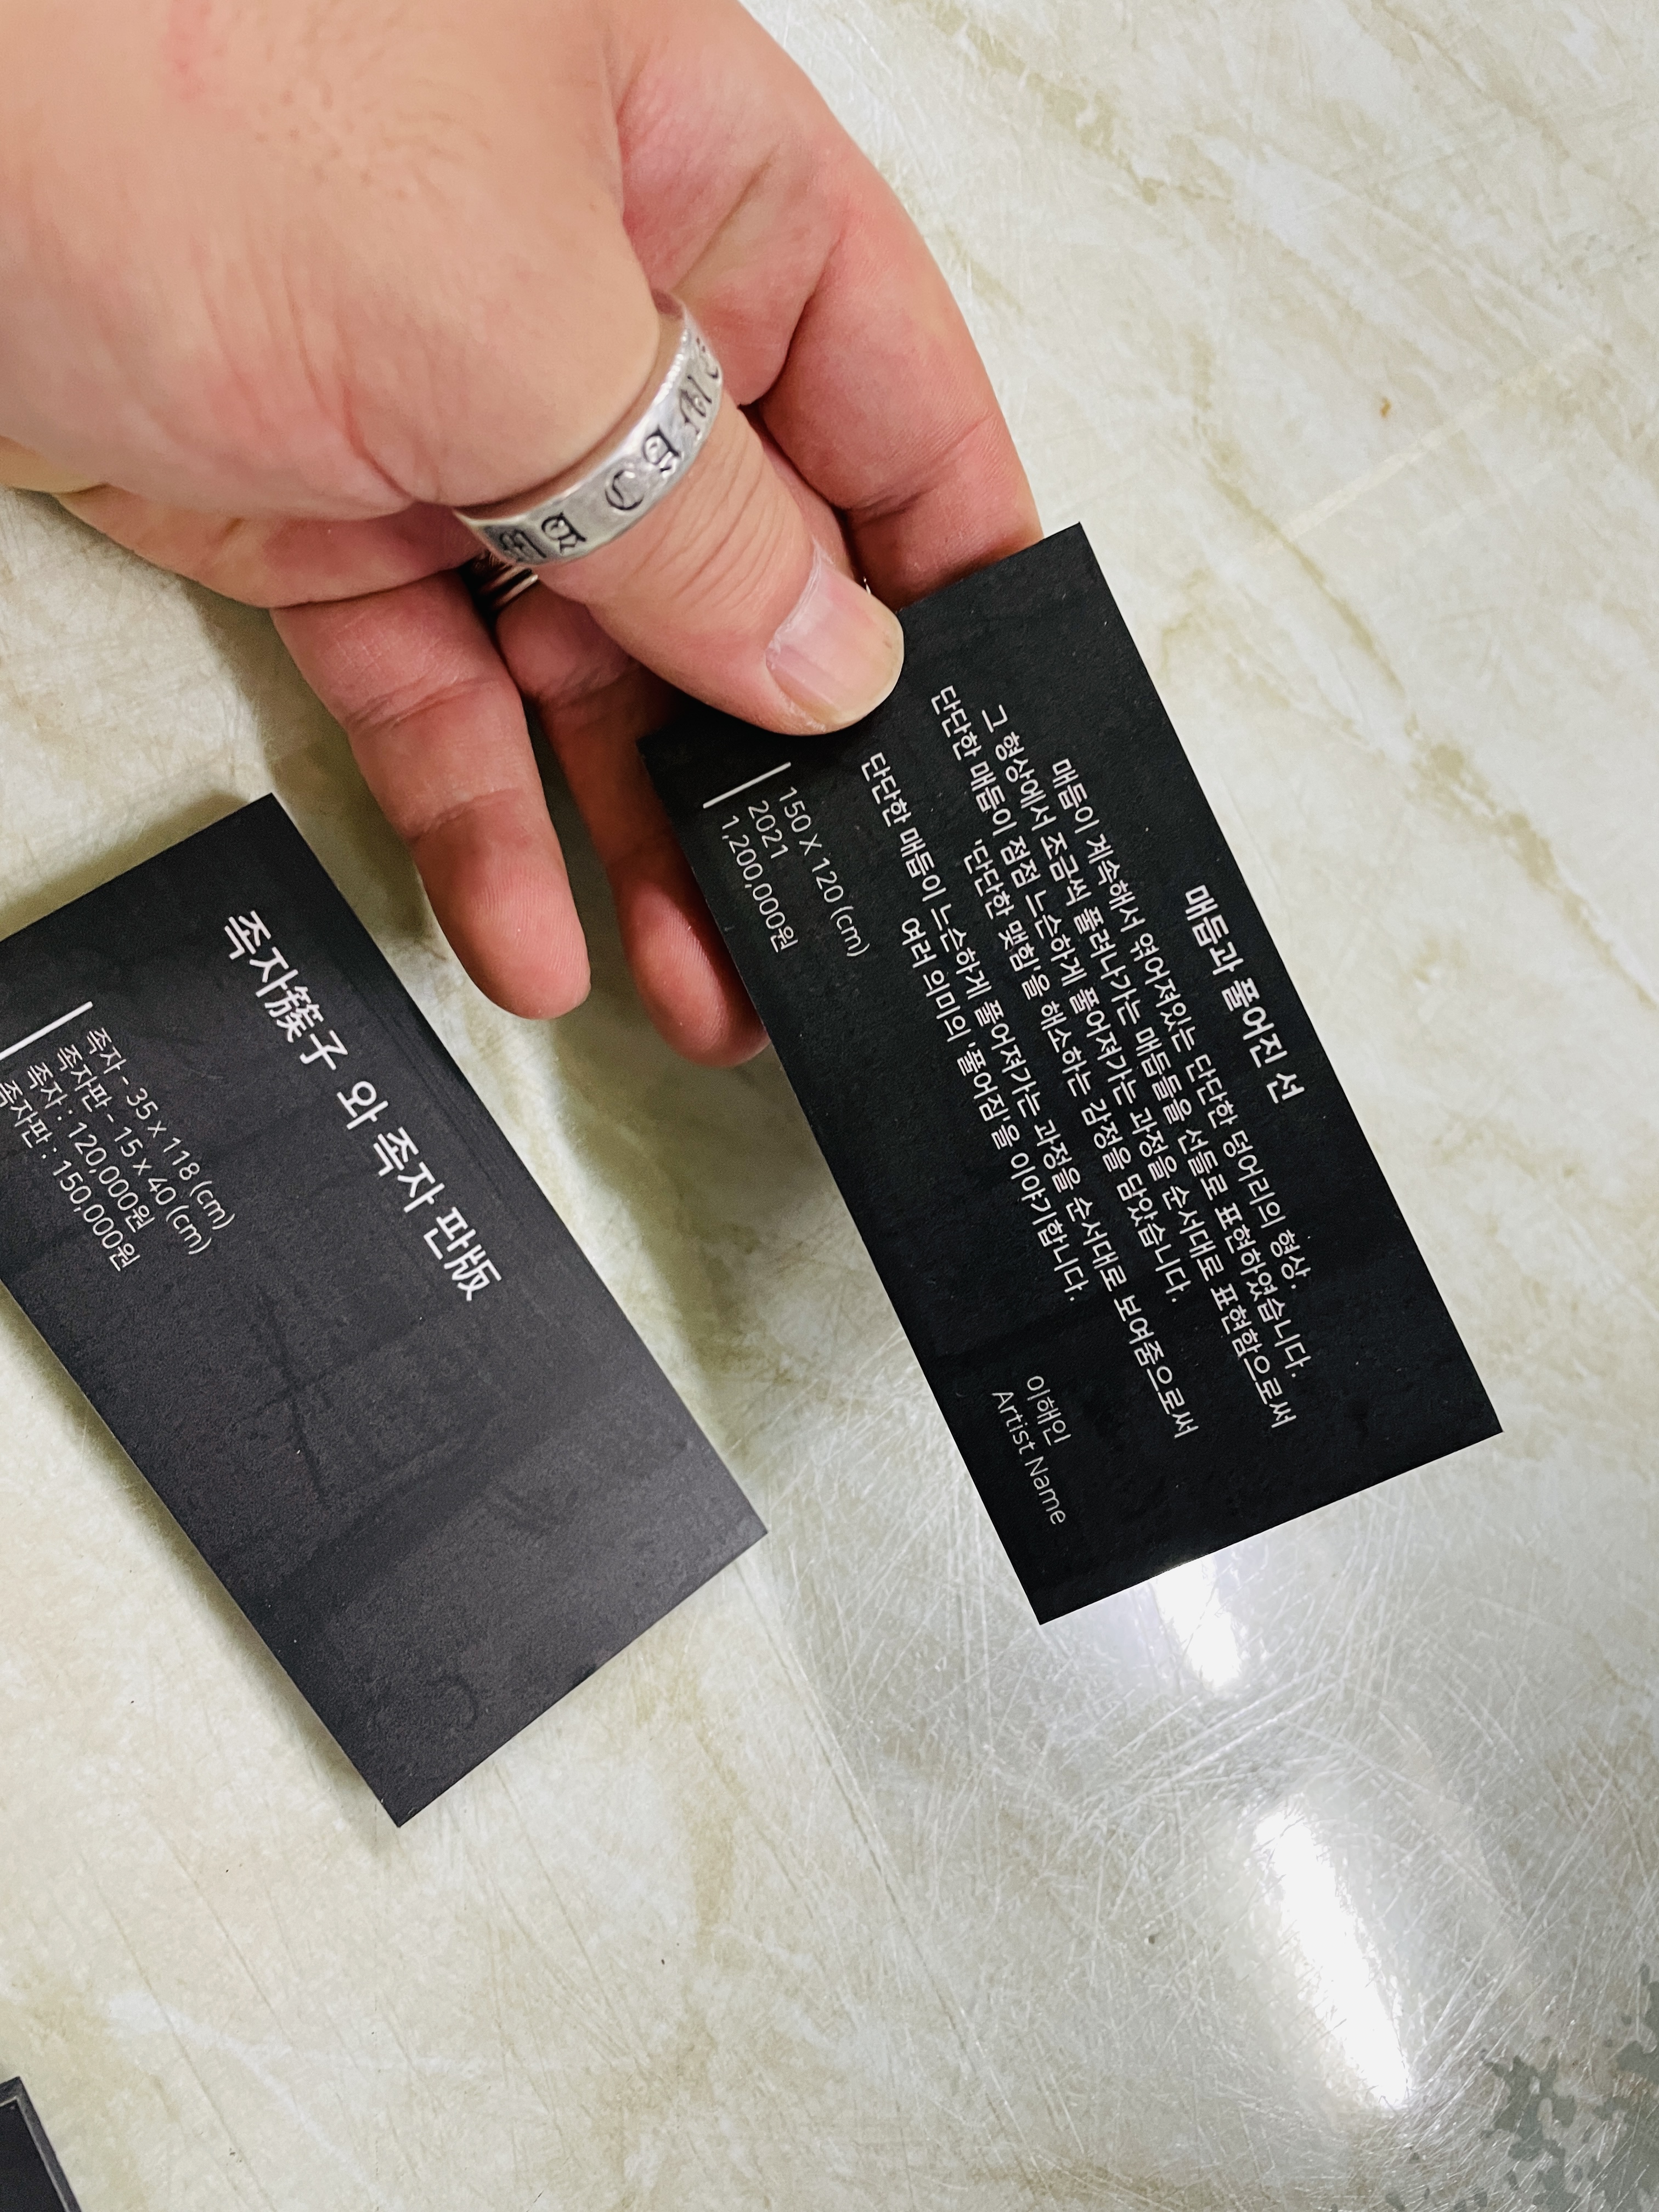 매듭과 풀어진 선
매듭이 계속해서 엮어져있는 단단한 덩어리의 형상.
그 형상에서 조금씩 풀려나가는 매듭들을 선들로 표현하였습니다.
단단한 매듭이 점점 느슨하게 풀어져가는 과정을 순서대로 표현함으로써
'단단한 맺힘'을 해소하는 감정을 담았습니다.
단단한 매듭이 느슨하게 풀어져가는 과정을 순서대로 보여줌으로써
여러 의미의 '풀어짐'을 이야기합니다.
150 X 120 (cm)
2021
1,200,000원
이해인
Artist Name
족자簇子 와 족자 판版
족자 - 35 x 118 (cm)
족자판 - 15 x 40 (cm)
족자 : 120,000원
족자판 : 150,000원